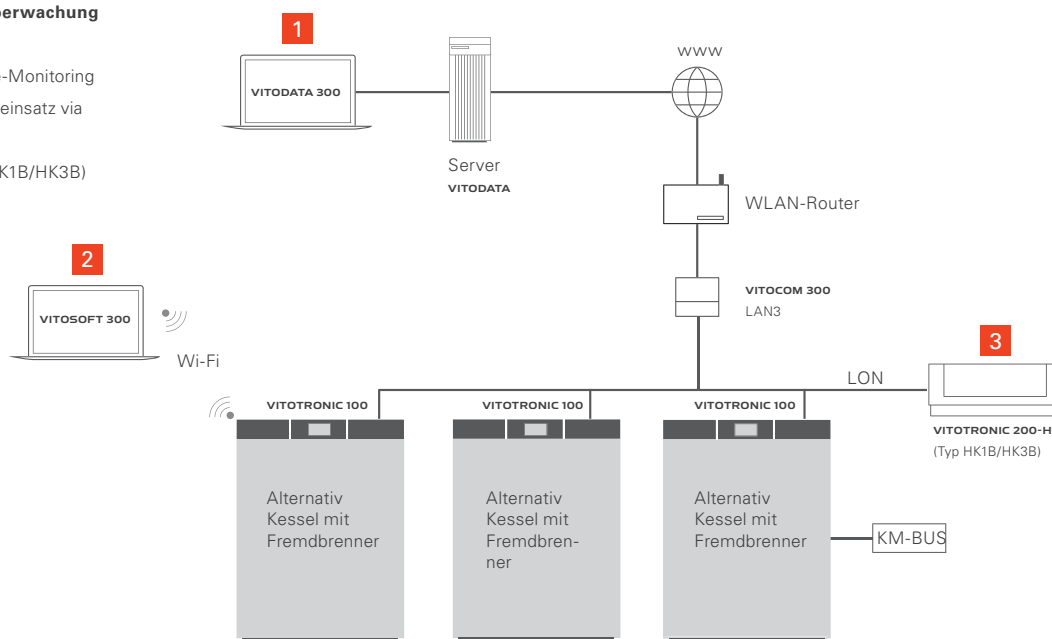 erwachung
-Monitoring
einsatz via
K1B/HK3B)
1
VITODATA 300
Server
VITODATA
www
WLAN-Router
VITOCOM 300
LAN3
2
VITOSOFT 300
Wi-Fi
3
LON
VITOTRONIC 200-H
(Typ HK1B/HK3B)
VITOTRONIC 100
VITOTRONIC 100
VITOTRONIC 100
Alternativ
Kessel mit
Fremdbrenner
Alternativ
Kessel mit
Fremdbren-
ner
Alternativ
Kessel mit
Fremdbrenner
KM-BUS